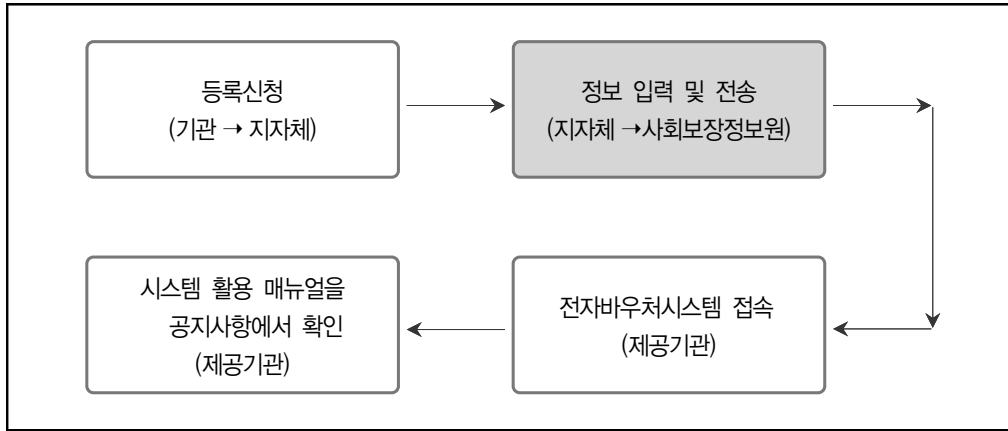 등록신청
(기관 → 지자체)
정보 입력 및 전송
(지자체 →사회보장정보원)
전자바우처시스템 접속
(제공기관)
시스템 활용 매뉴얼을
공지사항에서 확인
(제공기관)